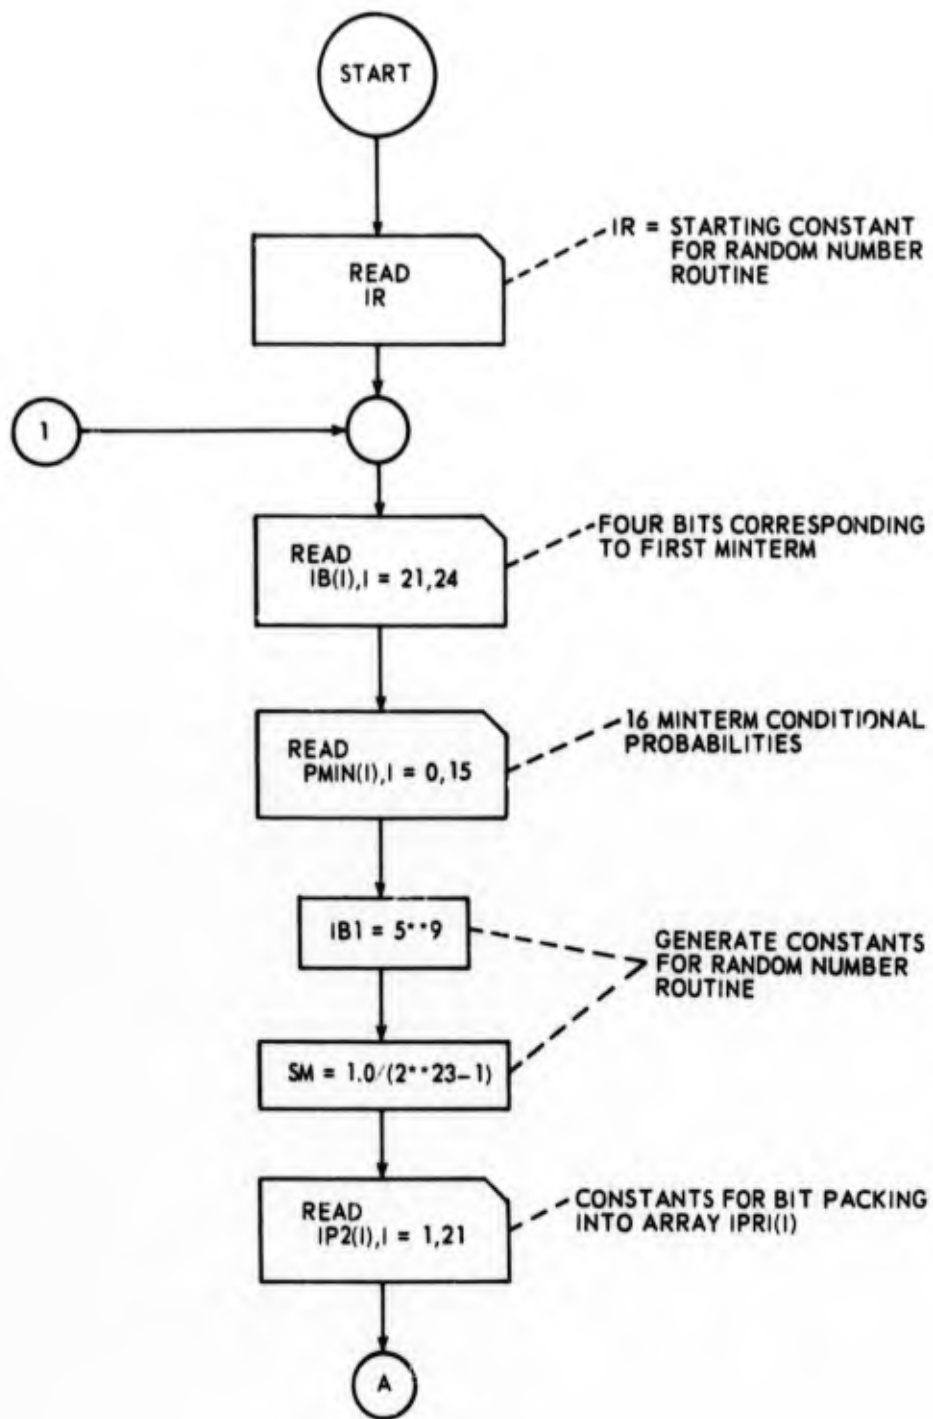 START
READ
IR
IR = STARTING CONSTANT
FOR RANDOM NUMBER
ROUTINE
1
READ
IB(I),I = 21,24
FOUR BITS CORRESPONDING
TO FIRST MINTERM
READ
PMIN(I),I = 0,15
16 MINTERM CONDITIONAL
PROBABILITIES
IB1 = 5**9
GENERATE CONSTANTS
FOR RANDOM NUMBER
ROUTINE
SM = 1.0/(2**23-1)
READ
IP2(I),I = 1,21
CONSTANTS FOR BIT PACKING
INTO ARRAY IPRI(I)
A